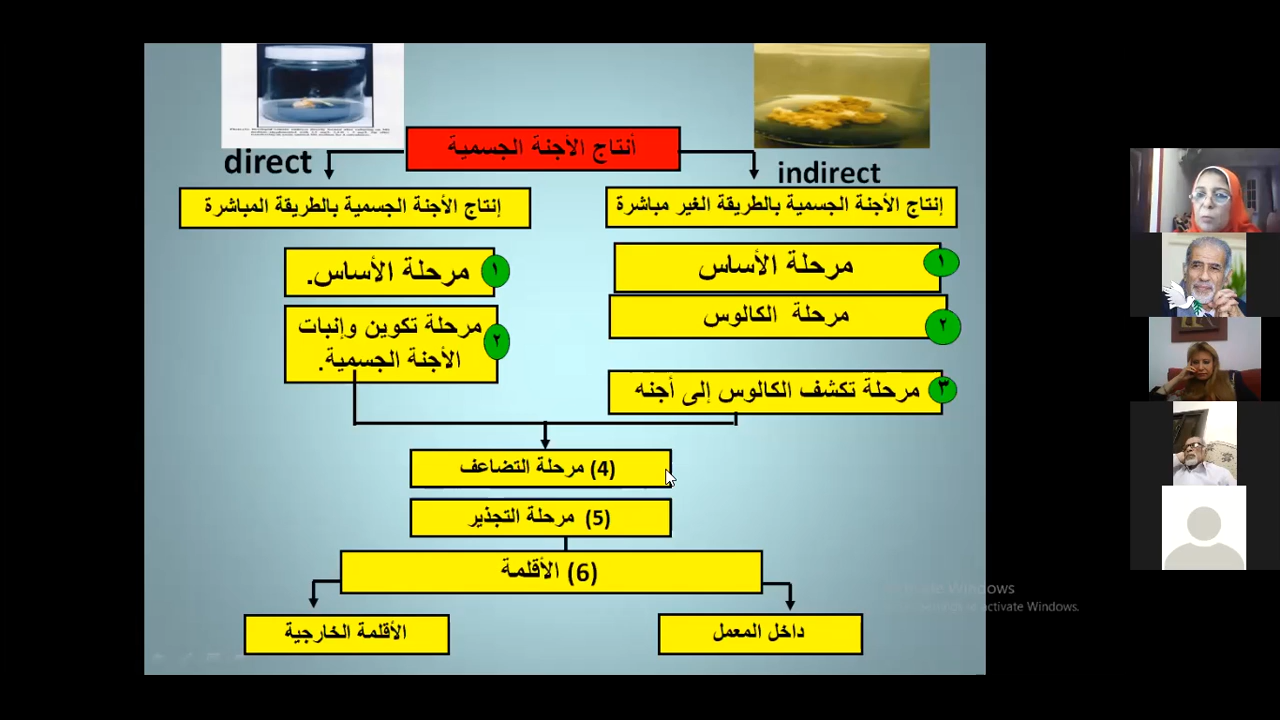 أنتاج الأجنة الجسمية
direct
indirect
إنتاج الأجنة الجسمية بالطريقة الغير مباشرة
إنتاج الأجنة الجسمية بالطريقة المباشرة
١ مرحلة الأساس
٢ مرحلة الكالوس
٣ مرحلة تكشف الكالوس إلى أجنه
١ مرحلة الأساس.
٢ مرحلة تكوين وإنبات
الأجنة الجسمية.
(4) مرحلة التضاعف
(5) مرحلة التجذير
(6) الأقلمة
داخل المعمل
الأقلمة الخارجية
activate Windows.